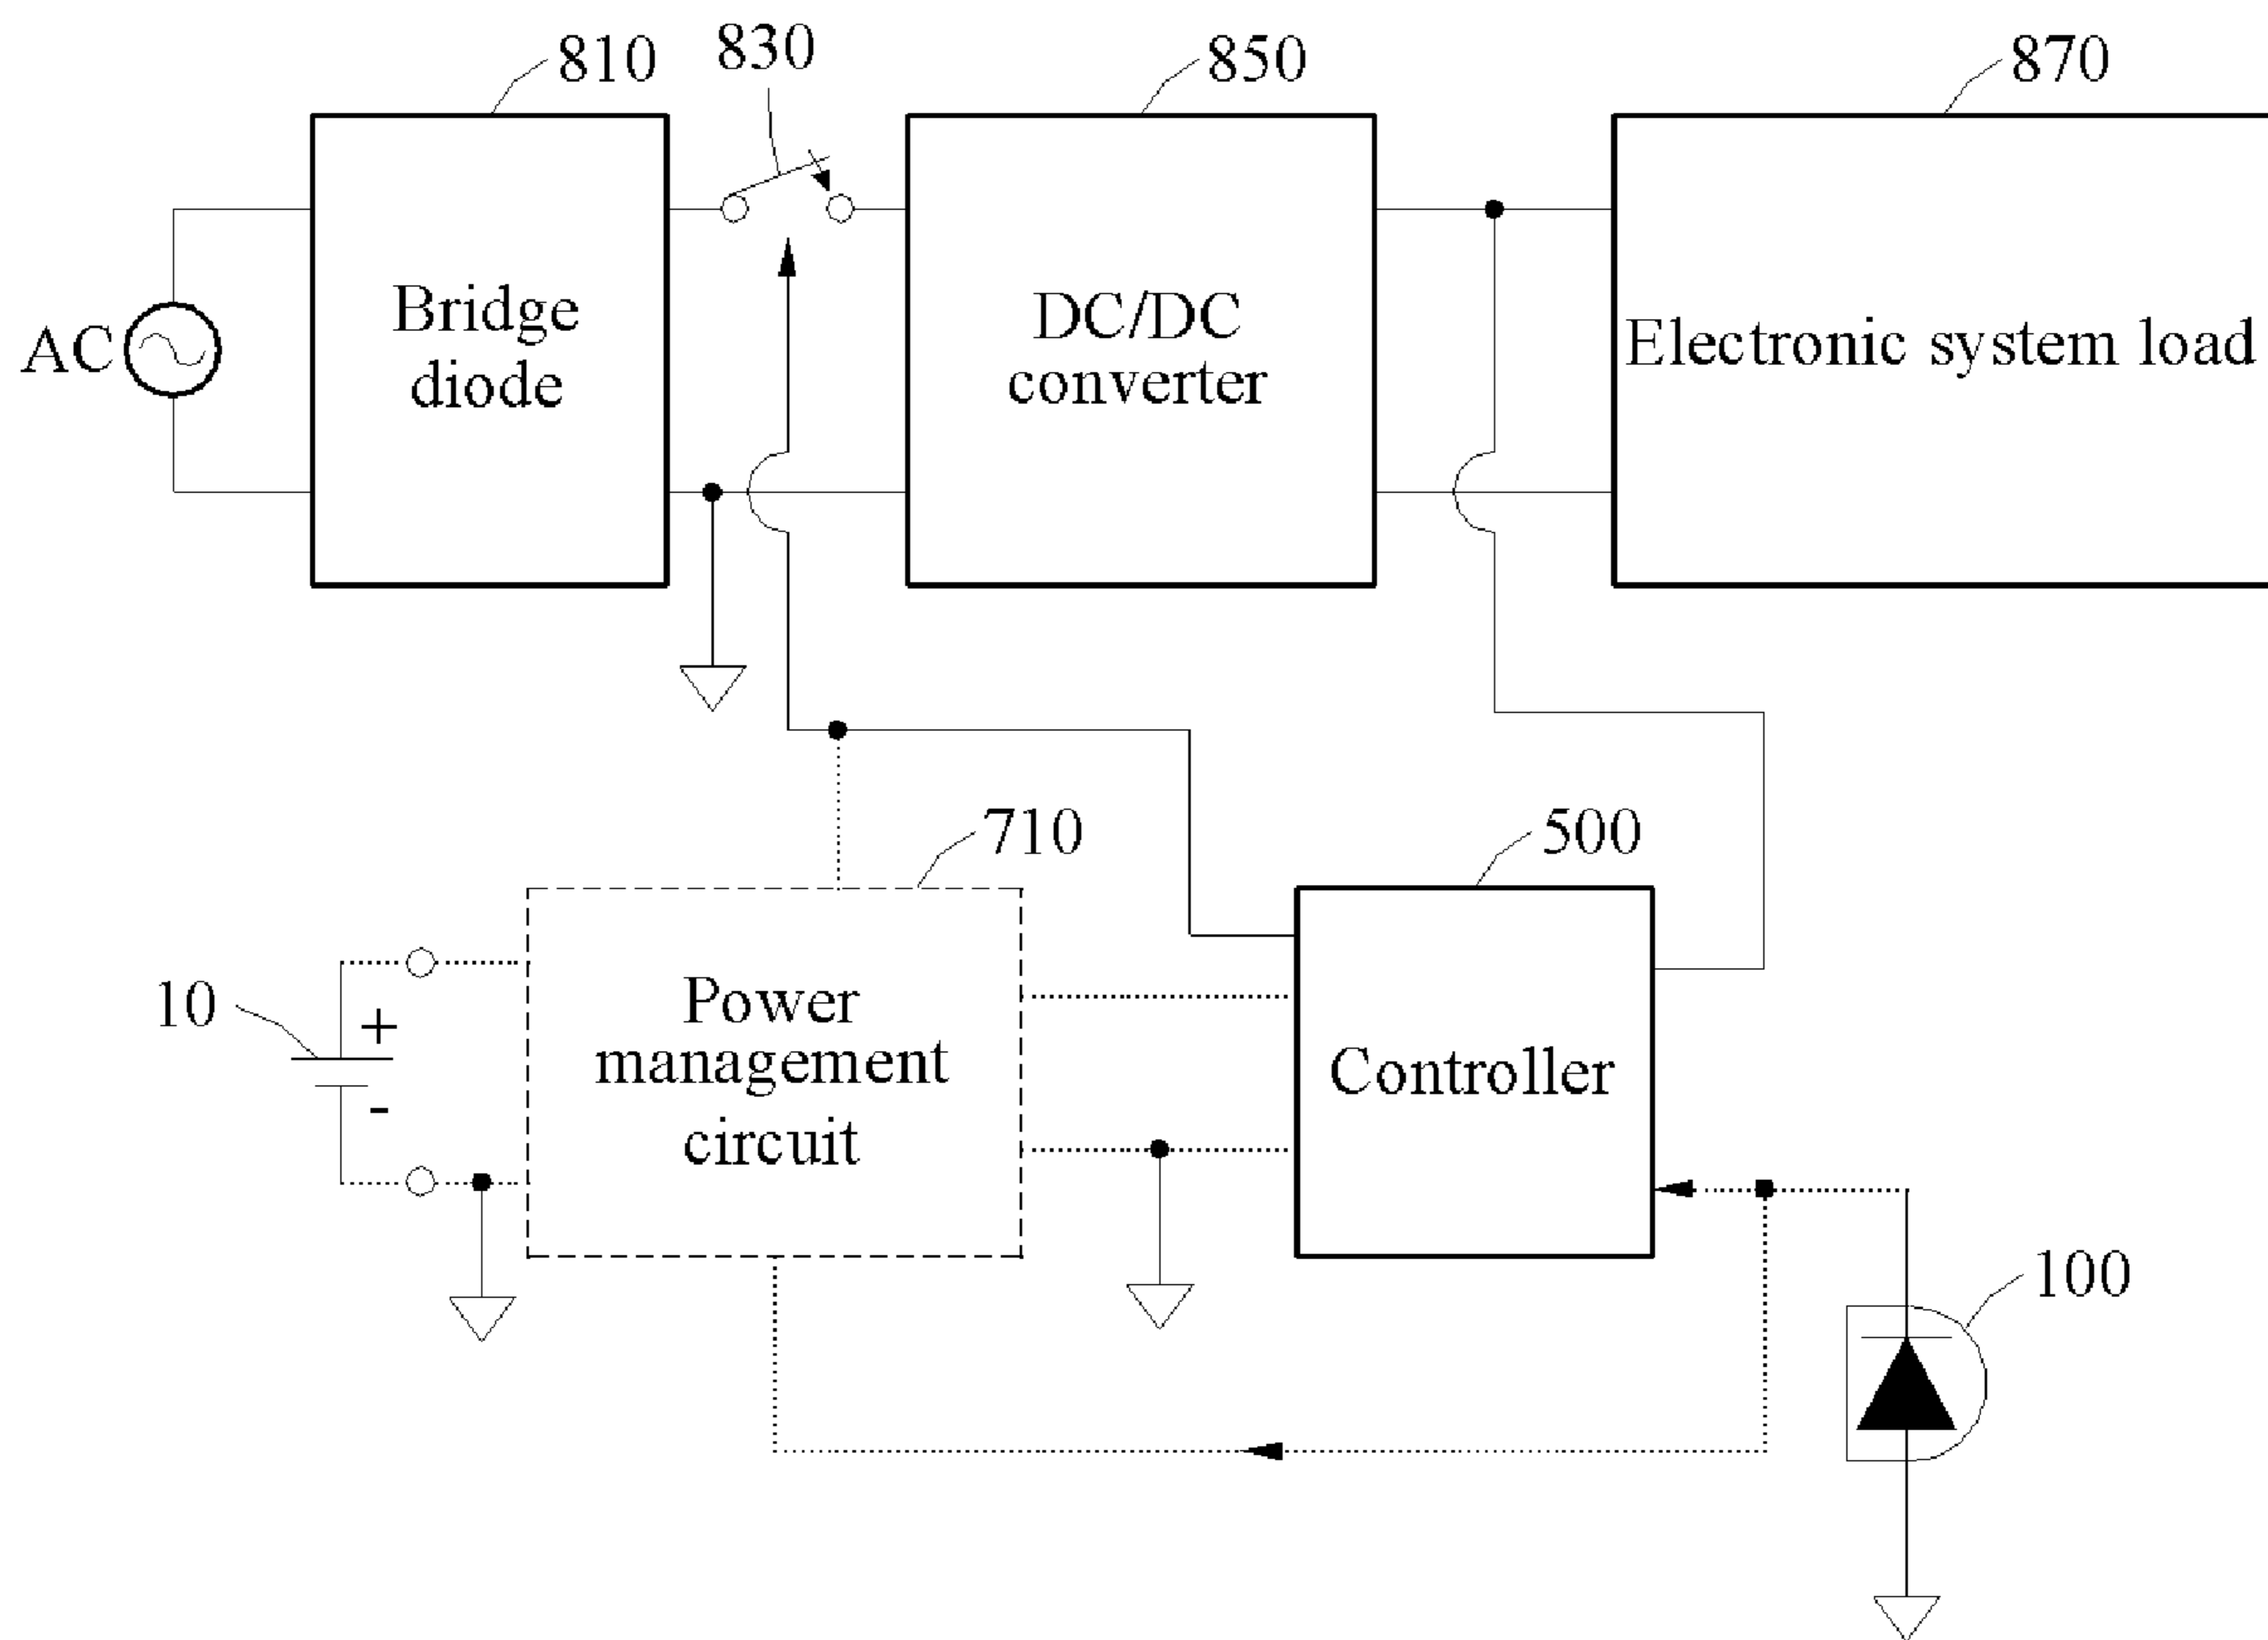 810
830
850
870
AC
Bridge
diode
DC/DC
converter
Electronic system load
710
500
10
+
-
Power
management
circuit
Controller
100